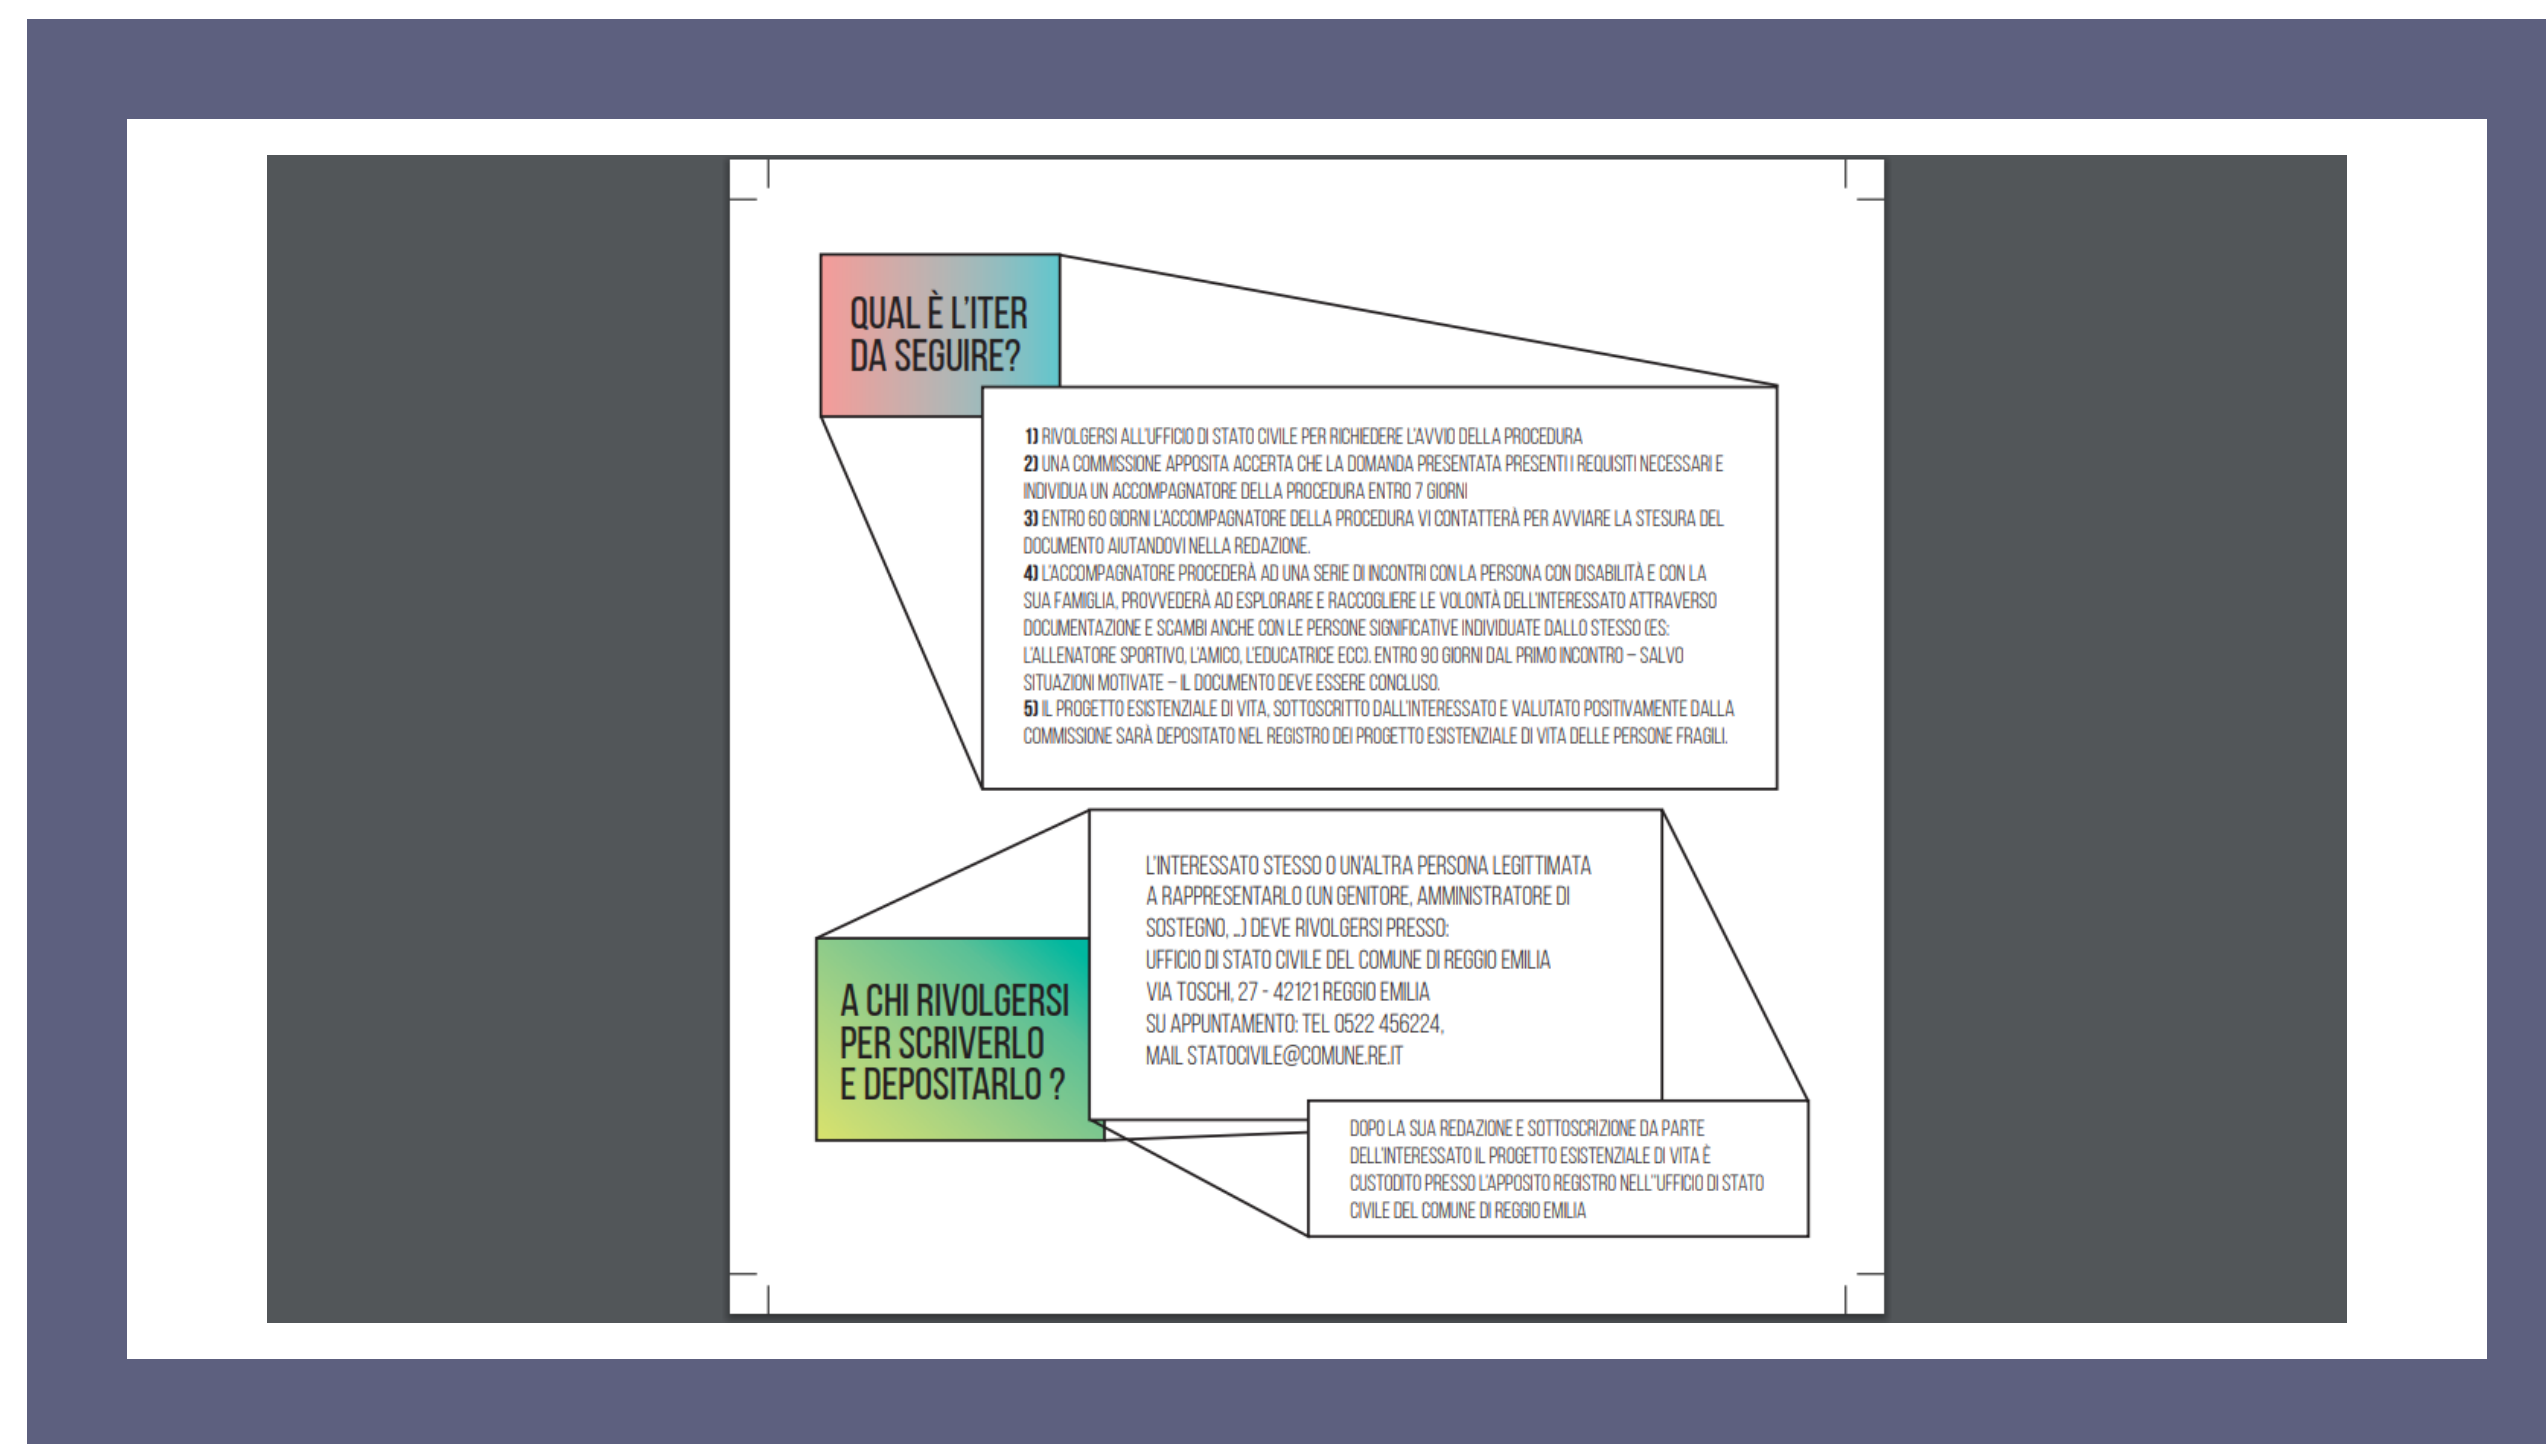 QUAL È L'ITER
DA SEGUIRE?
1) RIVOLGERSI ALL'UFFICIO DI STATO CIVILE PER RICHIEDERE L'AVVIO DELLA PROCEDURA
2) UNA COMMISSIONE APPOSITA ACCERTA CHE LA DOMANDA PRESENTATA PRESENTI I REQUISITI NECESSARI E
INDIVIDUA UN ACCOMPAGNATORE DELLA PROCEDURA ENTRO 7 GIORNI
3) ENTRO 60 GIORNI L'ACCOMPAGNATORE DELLA PROCEDURA VI CONTATTERÀ PER AVVIARE LA STESURA DEL
DOCUMENTO AIUTANDOVI NELLA REDAZIONE.
4) L'ACCOMPAGNATORE PROCEDERÀ AD UNA SERIE DI INCONTRI CON LA PERSONA CON DISABILITÀ E CON LA
SUA FAMIGLIA, PROVVEDERÀ AD ESPLORARE E RACCOGLIERE LE VOLONTÀ DELL'INTERESSATO ATTRAVERSO
DOCUMENTAZIONE E SCAMBI ANCHE CON LE PERSONE SIGNIFICATIVE INDIVIDUATE DALLO STESSO (ES:
L'ALLENATORE SPORTIVO, L'AMICO, L'EDUCATRICE ECC). ENTRO 90 GIORNI DAL PRIMO INCONTRO – SALVO
SITUAZIONI MOTIVATE – IL DOCUMENTO DEVE ESSERE CONCLUSO.
5) IL PROGETTO ESISTENZIALE DI VITA, SOTTOSCRITTO DALL'INTERESSATO E VALUTATO POSITIVAMENTE DALLA
COMMISSIONE SARÀ DEPOSITATO NEL REGISTRO DEI PROGETTO ESISTENZIALE DI VITA DELLE PERSONE FRAGILI.
A CHI RIVOLGERSI
PER SCRIVERLO
E DEPOSITARLO ?
L'INTERESSATO STESSO O UN'ALTRA PERSONA LEGITTIMATA
A RAPPRESENTARLO (UN GENITORE, AMMINISTRATORE DI
SOSTEGNO, ...) DEVE RIVOLGERSI PRESSO:
UFFICIO DI STATO CIVILE DEL COMUNE DI REGGIO EMILIA
VIA TOSCHI, 27 - 42121 REGGIO EMILIA
SU APPUNTAMENTO: TEL 0522 456224,
MAIL STATOCIVILE@COMUNE.RE.IT
DOPO LA SUA REDAZIONE E SOTTOSCRIZIONE DA PARTE
DELL'INTERESSATO IL PROGETTO ESISTENZIALE DI VITA È
CUSTODITO PRESSO L'APPOSITO REGISTRO NELL''UFFICIO DI STATO
CIVILE DEL COMUNE DI REGGIO EMILIA